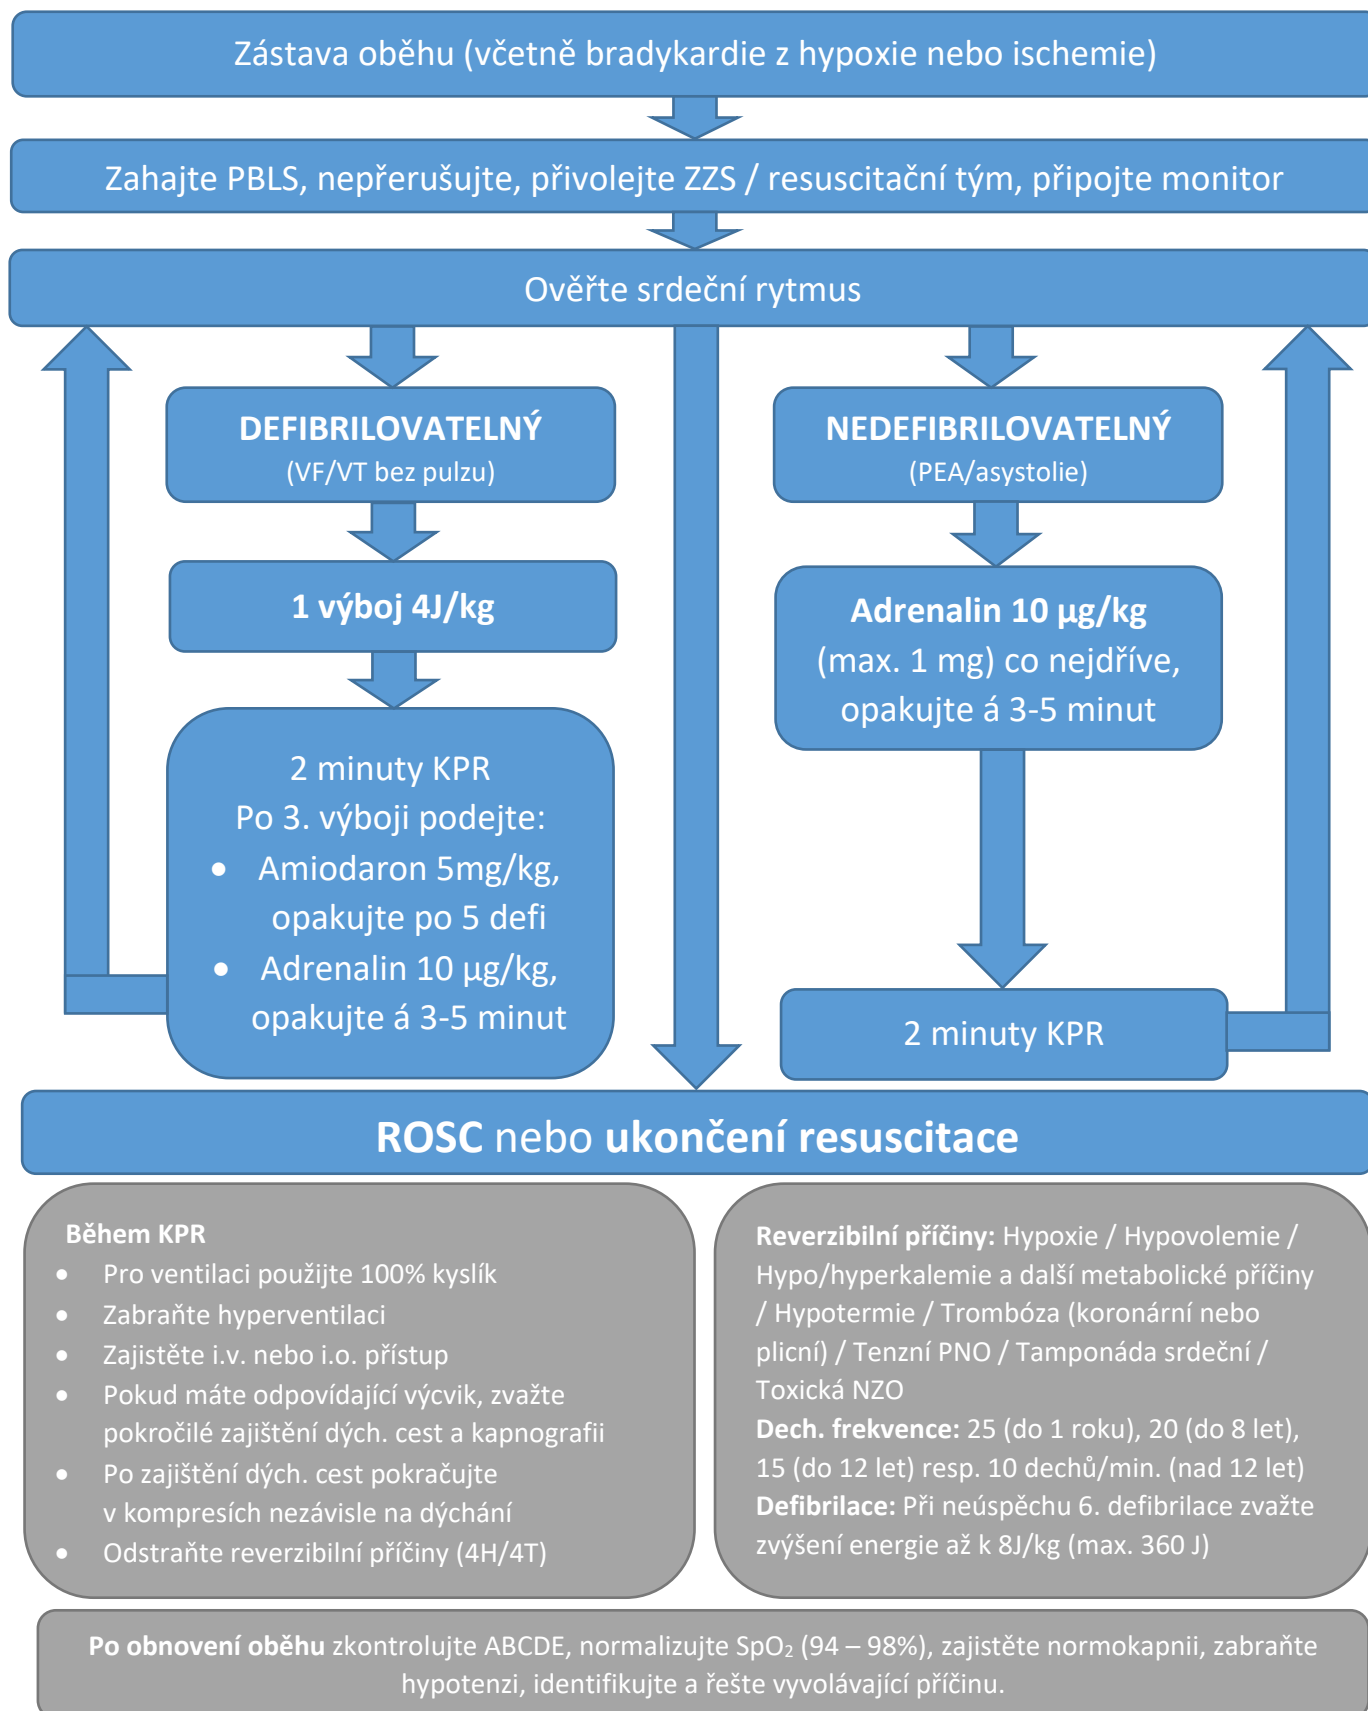 Zástava oběhu (včetně bradykardie z hypoxie nebo ischemie)
Zahajte PBLS, nepřerušujte, přivolejte ZZS / resuscitační tým, připojte monitor
Ověřte srdeční rytmus
DEFIBRILOVATELNÝ
(VF/VT bez pulzu)
1 výboj 4J/kg
2 minuty KPR
Po 3. výboji podejte:
• Amiodaron 5mg/kg,
opakujte po 5 defi
• Adrenalin 10 µg/kg,
opakujte á 3-5 minut
NEDEFIBRILOVATELNÝ
(PEA/asystolie)
Adrenalin 10 µg/kg
(max. 1 mg) co nejdříve,
opakujte á 3-5 minut
2 minuty KPR
ROSC nebo ukončení resuscitace
Během KPR
• Pro ventilaci použijte 100% kyslík
• Zabraňte hyperventilaci
• Zajistěte i.v. nebo i.o. přístup
• Pokud máte odpovídající výcvik, zvažte
pokročilé zajištění dých. cest a kapnografii
• Po zajištění dých. cest pokračujte
v kompresích nezávisle na dýchání
• Odstraňte reverzibilní příčiny (4H/4T)
Reverzibilní příčiny: Hypoxie / Hypovolemie /
Hypo/hyperkalemie a další metabolické příčiny
/ Hypotermie / Trombóza (koronární nebo
plicní) / Tenzní PNO / Tamponáda srdeční /
Toxická NZO
Dech. frekvence: 25 (do 1 roku), 20 (do 8 let),
15 (do 12 let) resp. 10 dechů/min. (nad 12 let)
Defibrilace: Při neúspěchu 6. defibrilace zvažte
zvýšení energie až k 8J/kg (max. 360 J)
Po obnovení oběhu zkontrolujte ABCDE, normalizujte SpO₂ (94 – 98%), zajistěte normokapnii, zabraňte
hypotenzi, identifikujte a řešte vyvolávající příčinu.